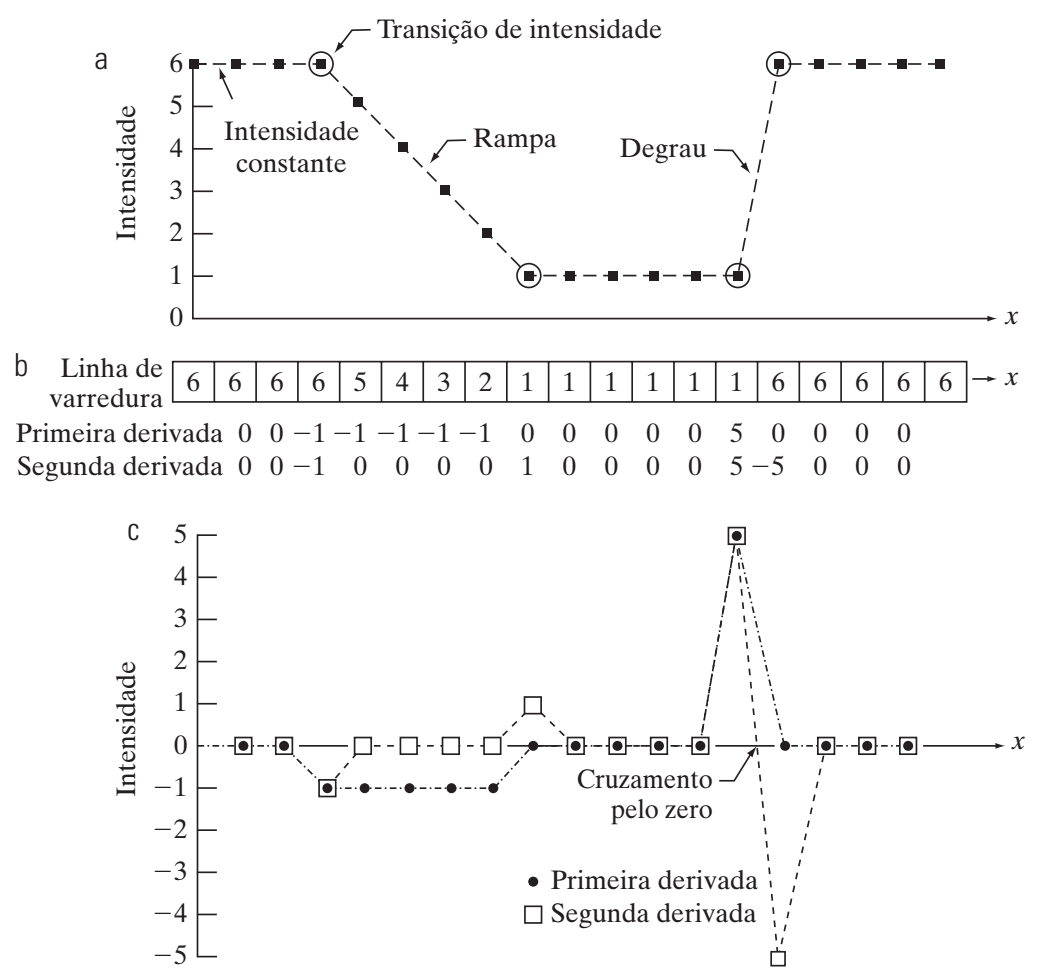 a
Transição de intensidade
Intensidade
6
5
4
3
2
1
0
Intensidade
constante
Rampa
Degrau
x
b
Linha de
varredura
6 6 6 6 5 4 3 2 1 1 1 1 1 1 6 6 6 6 6
x
Primeira derivada 0 0 −1 −1 −1 −1 −1 0 0 0 0 0 5 0 0 0 0
Segunda derivada 0 0 −1 0 0 0 0 1 0 0 0 0 5 −5 0 0 0
c
Intensidade
5
4
3
2
1
0
−1
−2
−3
−4
−5
x
Cruzamento
pelo zero
Primeira derivada
Segunda derivada